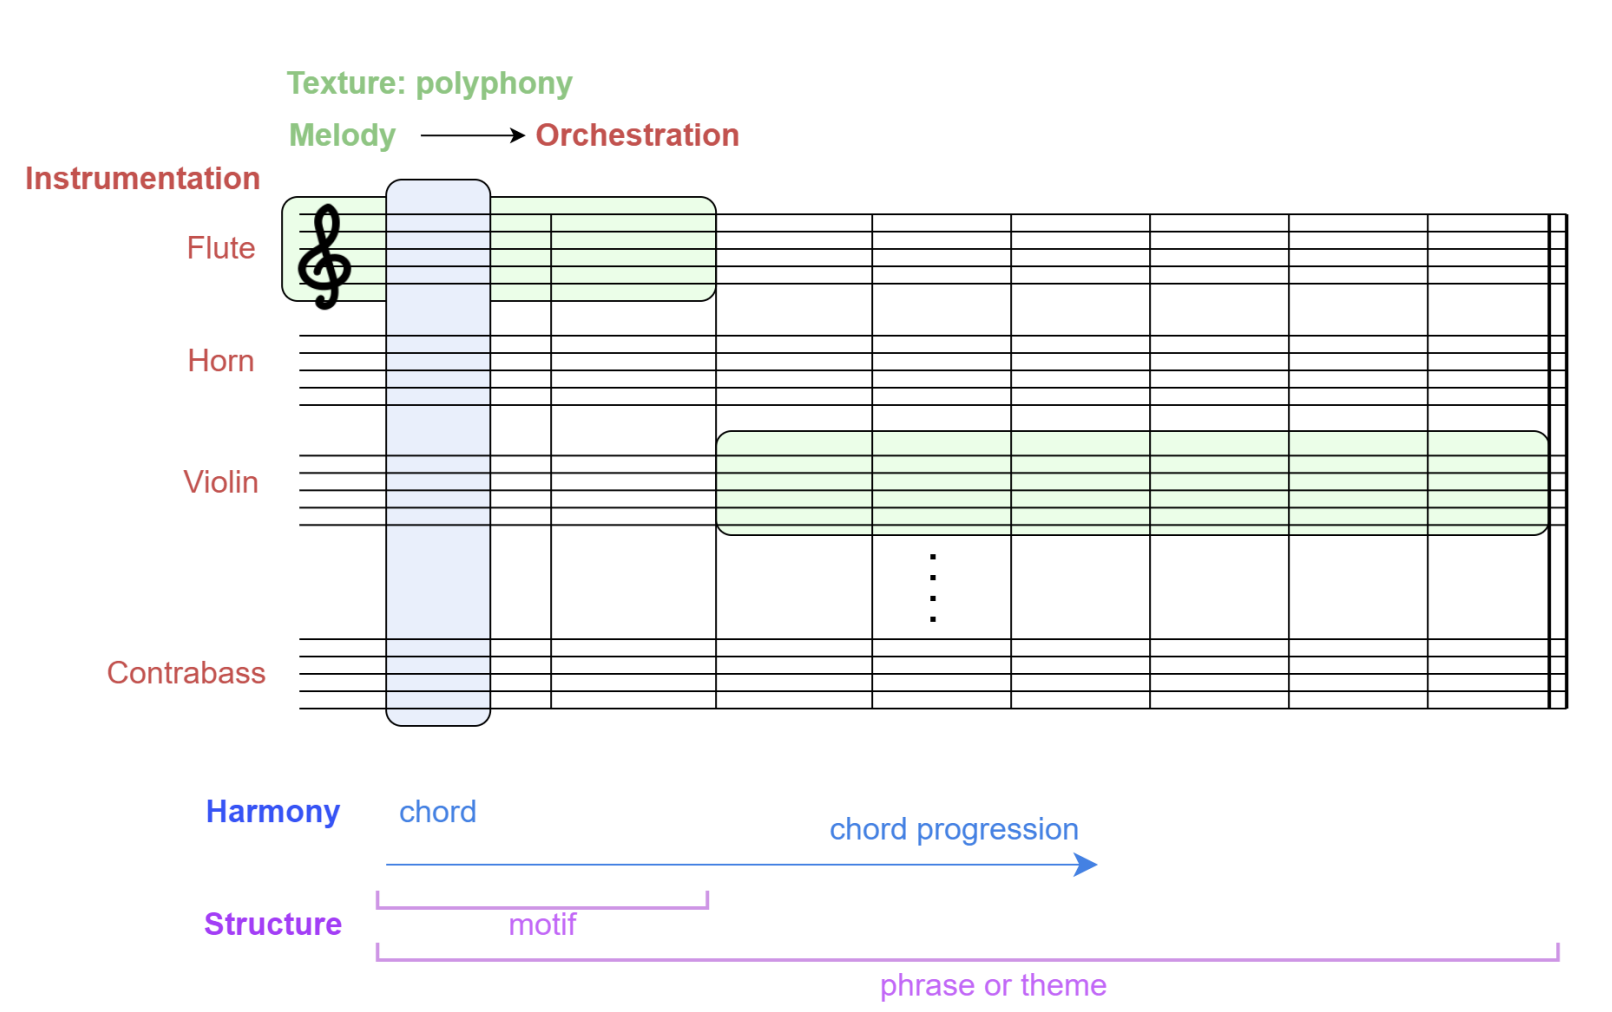 Texture: polyphony
Melody Orchestration
Instrumentation
Flute
Horn
Violin
Contrabass
Harmony chord
chord progression
Structure motif
phrase or theme